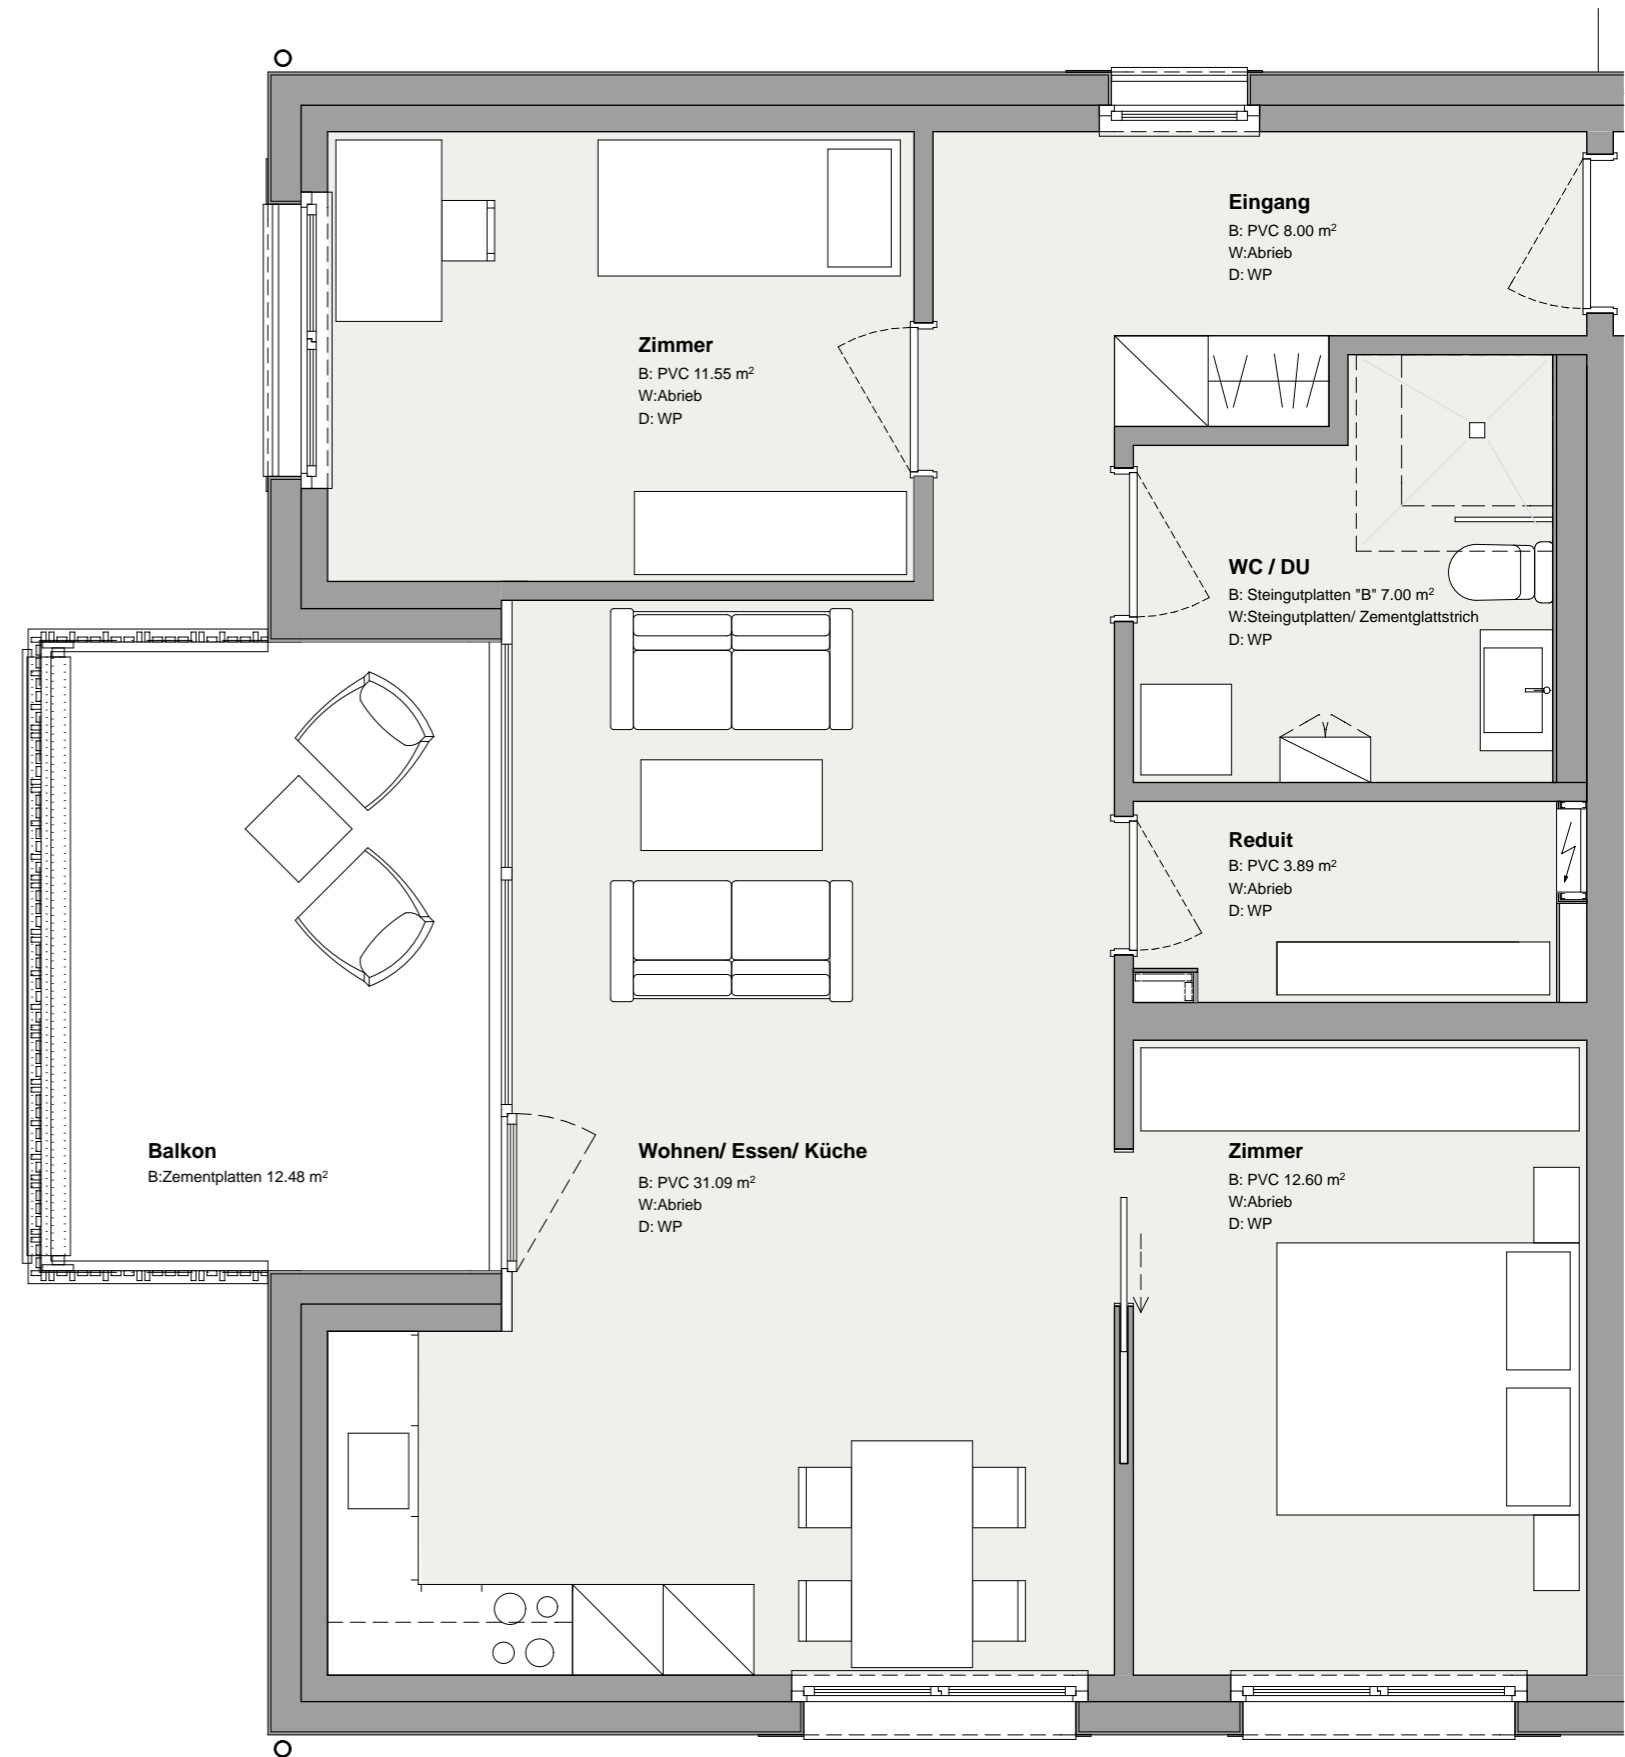 Eingang
B: PVC 8.00 m²
W:Abrieb
D: WP
Zimmer
B: PVC 11.55 m²
W:Abrieb
D: WP
WC / DU
B: Steingutplatten "B" 7.00 m²
W:Steingutplatten/ Zementglattstrich
D: WP
Reduit
B: PVC 3.89 m²
W:Abrieb
D: WP
Balkon
B:Zementplatten 12.48 m²
Wohnen/ Essen/ Küche
B: PVC 31.09 m²
W:Abrieb
D: WP
Zimmer
B: PVC 12.60 m²
W:Abrieb
D: WP